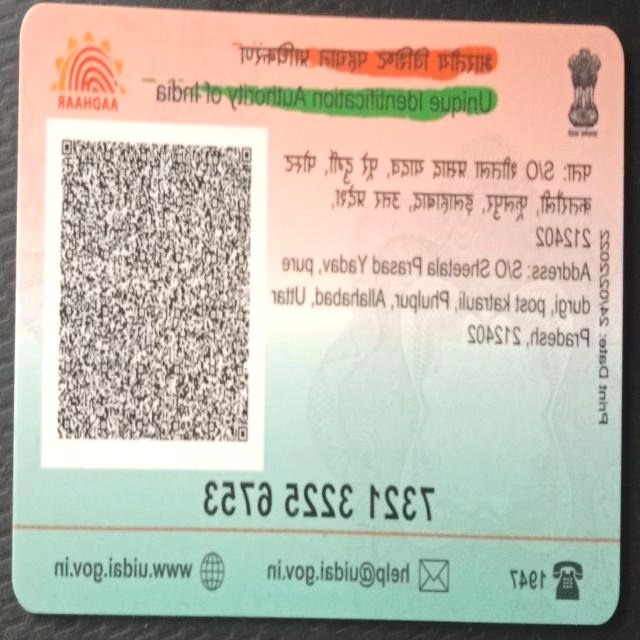 भारतीय विशिष्ट पहचान प्राधिकरण
Unique Identification Authority of India
AADHAAR
पता: S/O शीतला प्रसाद यादव, पूरे दुर्गी, पोस्ट
कतरौली, फूलपुर, इलाहाबाद, उत्तर प्रदेश,
212402
Address: S/O Sheetala Prasad Yadav, pure
durgi, post katrauli, Phulpur, Allahabad, Uttar
Pradesh, 212402
Print Date: 24/02/2022
7321 3225 6753
1947
help@uidai.gov.in
www.uidai.gov.in